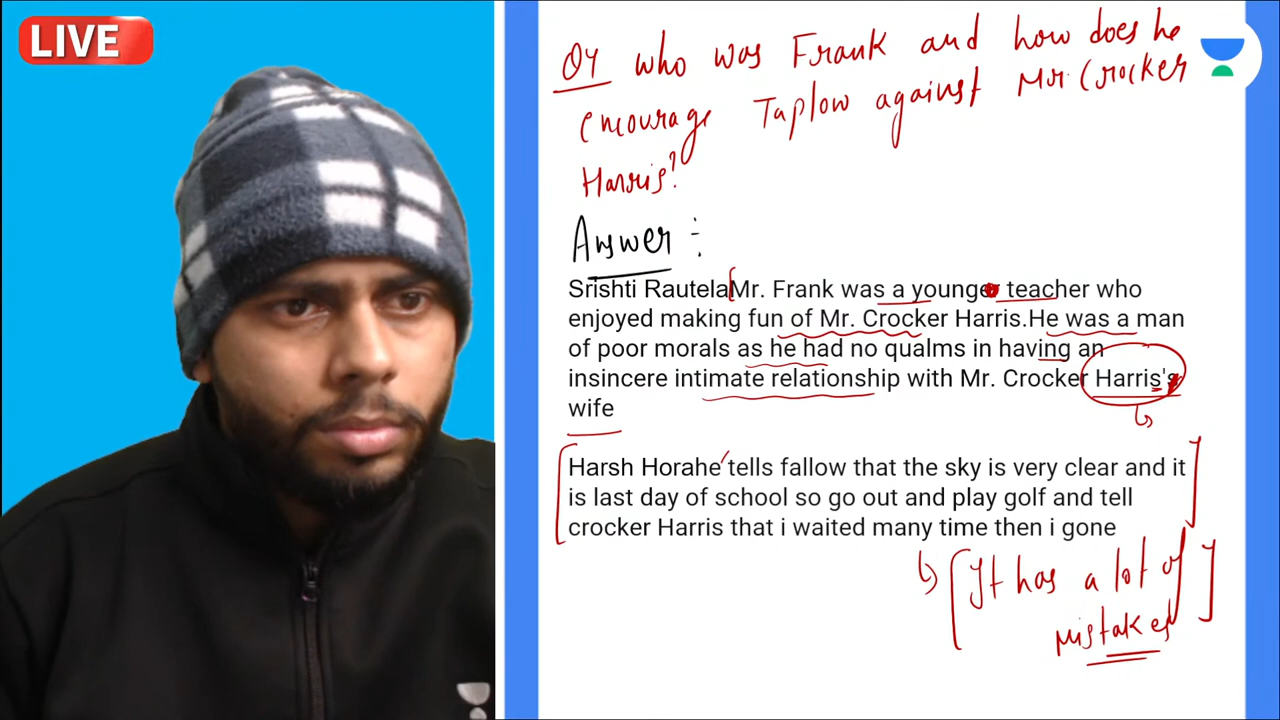 LIVE
Q4 who was Frank and how does he
encourage Taplow against Mr. Crocker
Harris?
Answer :-
Srishti Rautela Mr. Frank was a younger teacher who
enjoyed making fun of Mr. Crocker Harris.He was a man
of poor morals as he had no qualms in having an
insincere intimate relationship with Mr. Crocker Harris's
wife
Harsh Horahe tells fallow that the sky is very clear and it
is last day of school so go out and play golf and tell
crocker Harris that i waited many time then i gone
It has a lot of
mistakes